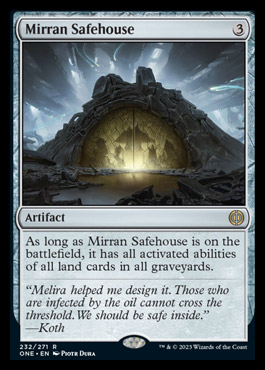 Mirran Safehouse 3
Artifact
As long as Mirran Safehouse is on the
battlefield, it has all activated abilities
of all land cards in all graveyards.
“Melira helped me design it. Those who
are infected by the oil cannot cross the
threshold. We should be safe inside.”
—Koth
232/271 R
ONE • EN Piotr Dura ™ & © 2023 Wizards of the Coast